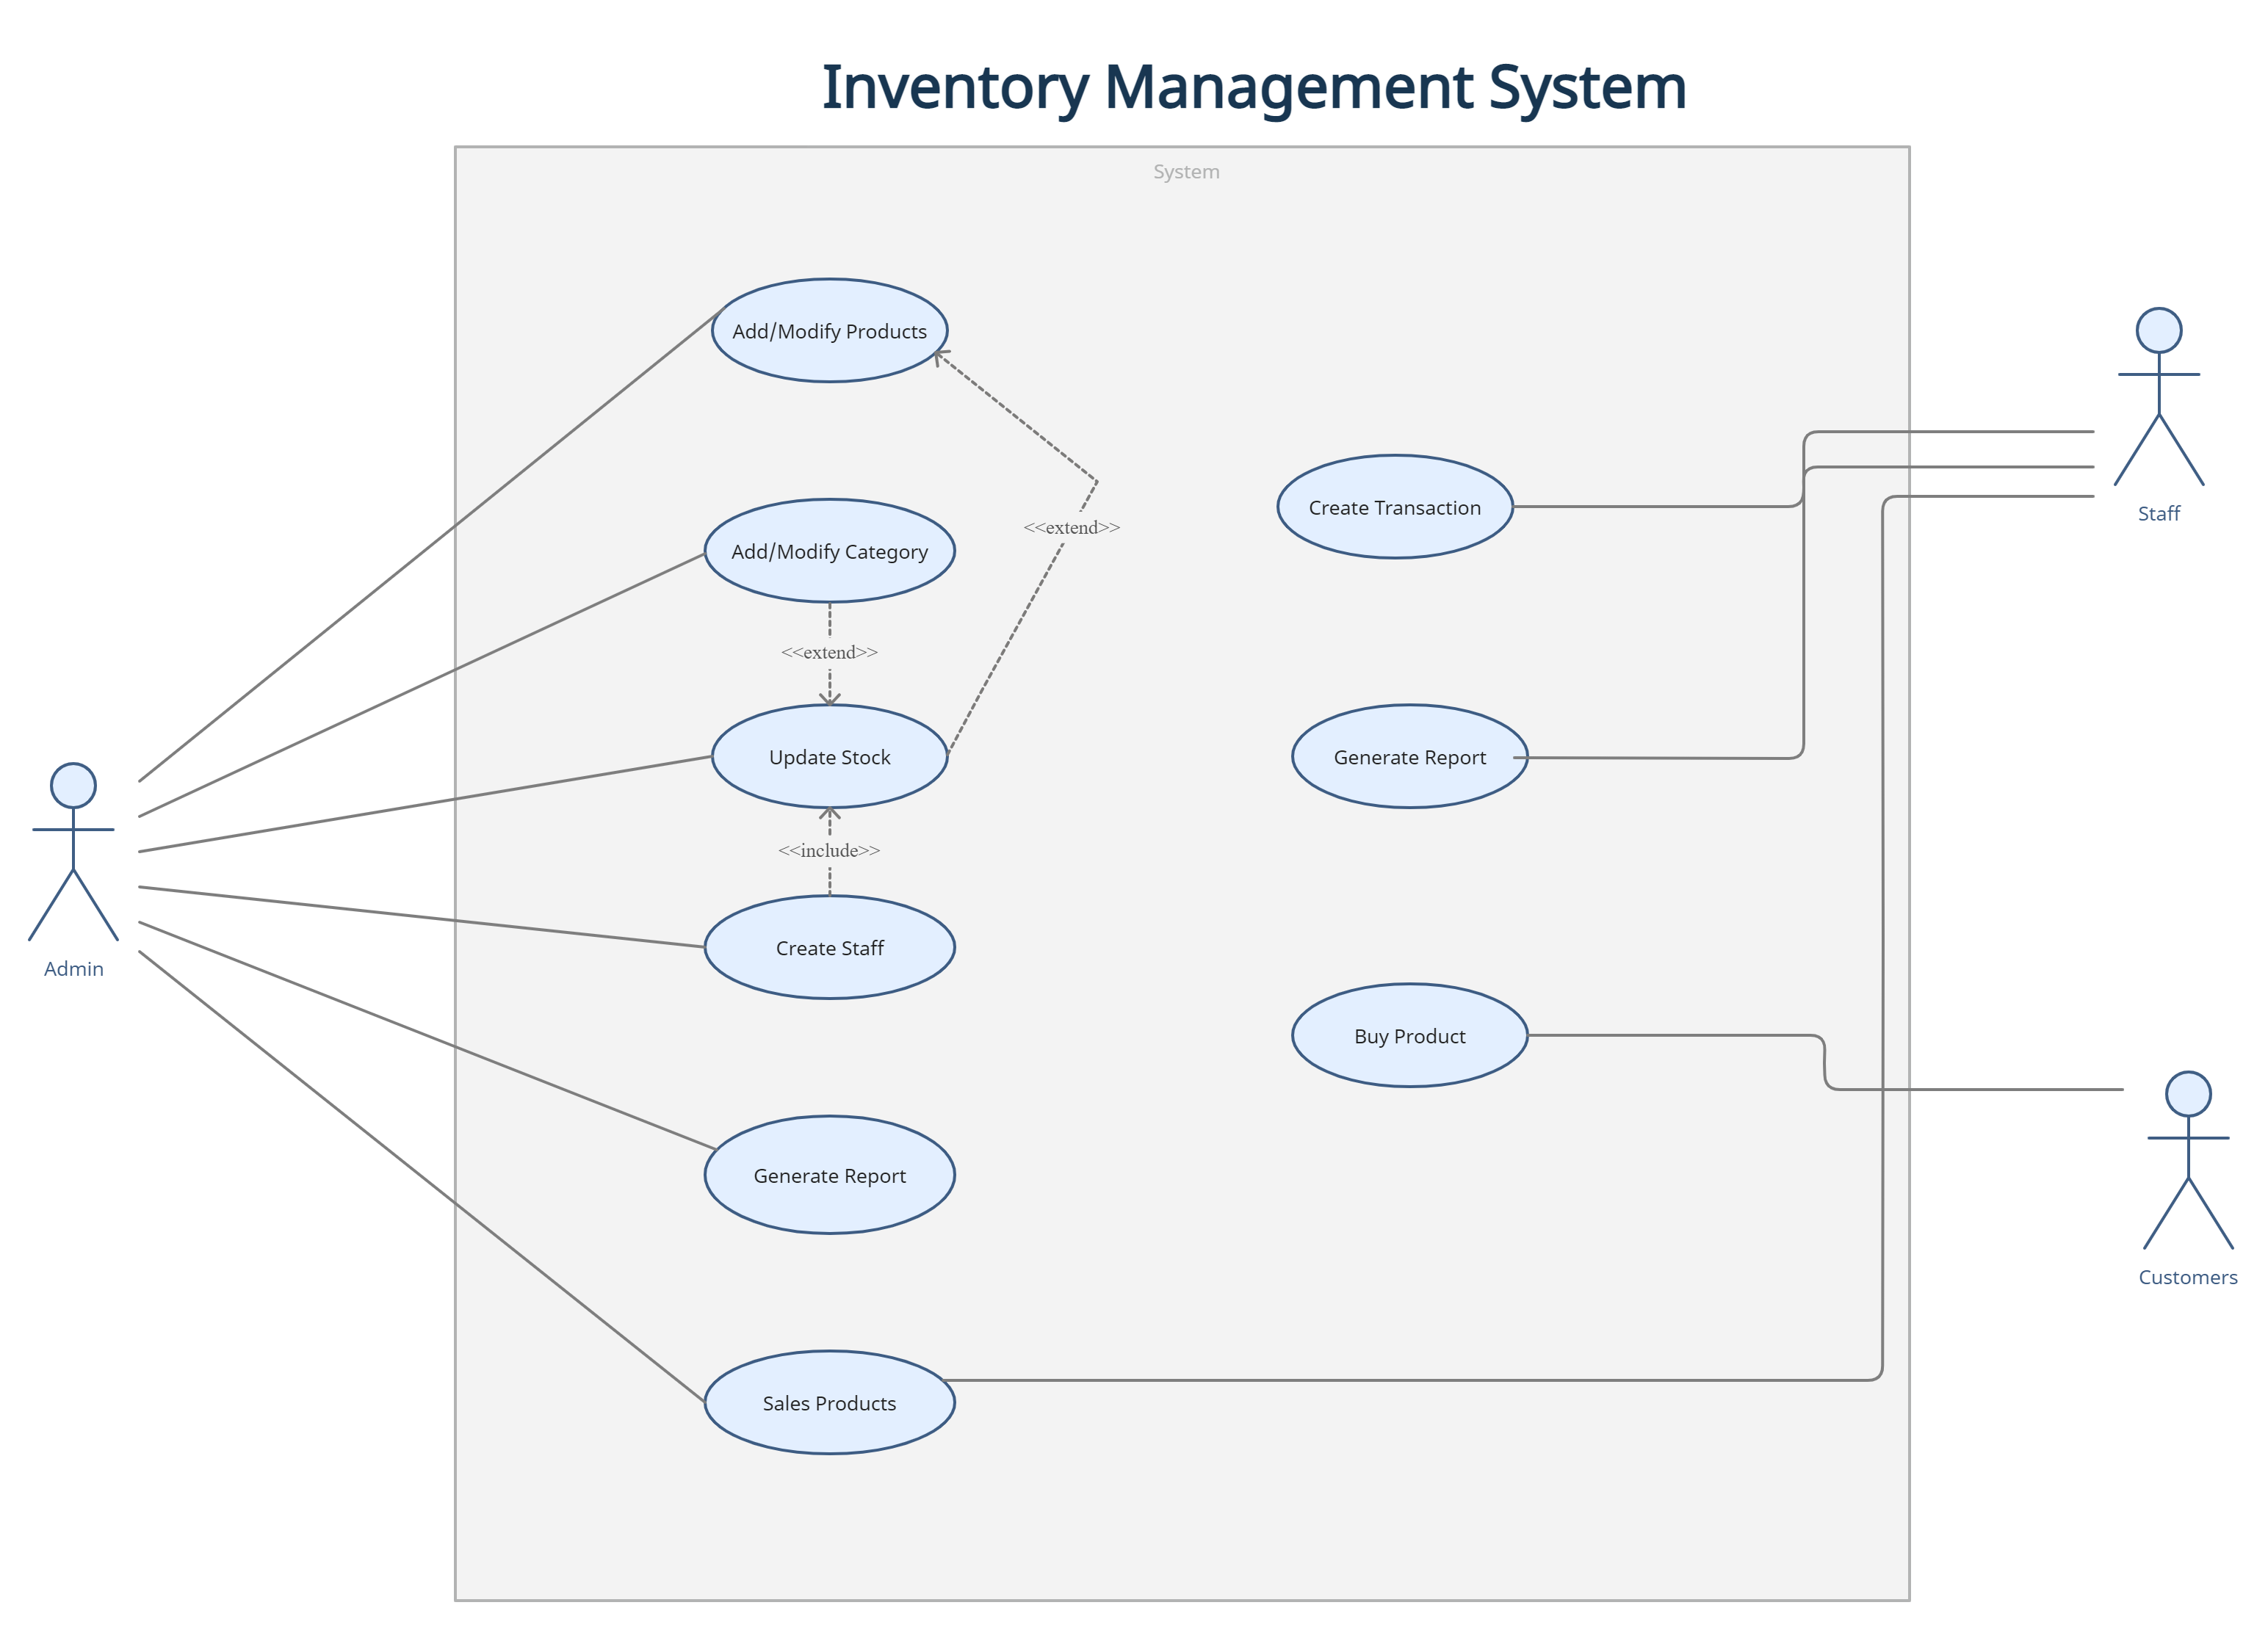 Inventory Management System
System
Add/Modify Products
Add/Modify Category
<<extend>>
<<extend>>
Update Stock
<<include>>
Create Staff
Generate Report
Sales Products
Create Transaction
Generate Report
Buy Product
Admin
Staff
Customers